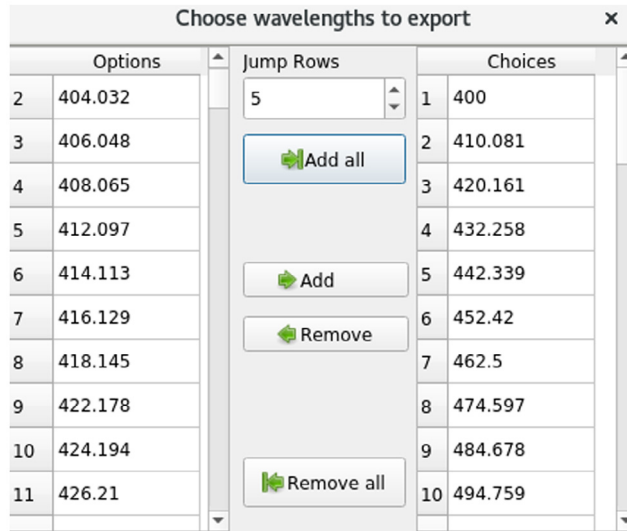 Choose wavelengths to export
Options
2 404.032
3 406.048
4 408.065
5 412.097
6 414.113
7 416.129
8 418.145
9 422.178
10 424.194
11 426.21
Jump Rows
5
Add all
Add
Remove
Remove all
Choices
1 400
2 410.081
3 420.161
4 432.258
5 442.339
6 452.42
7 462.5
8 474.597
9 484.678
10 494.759